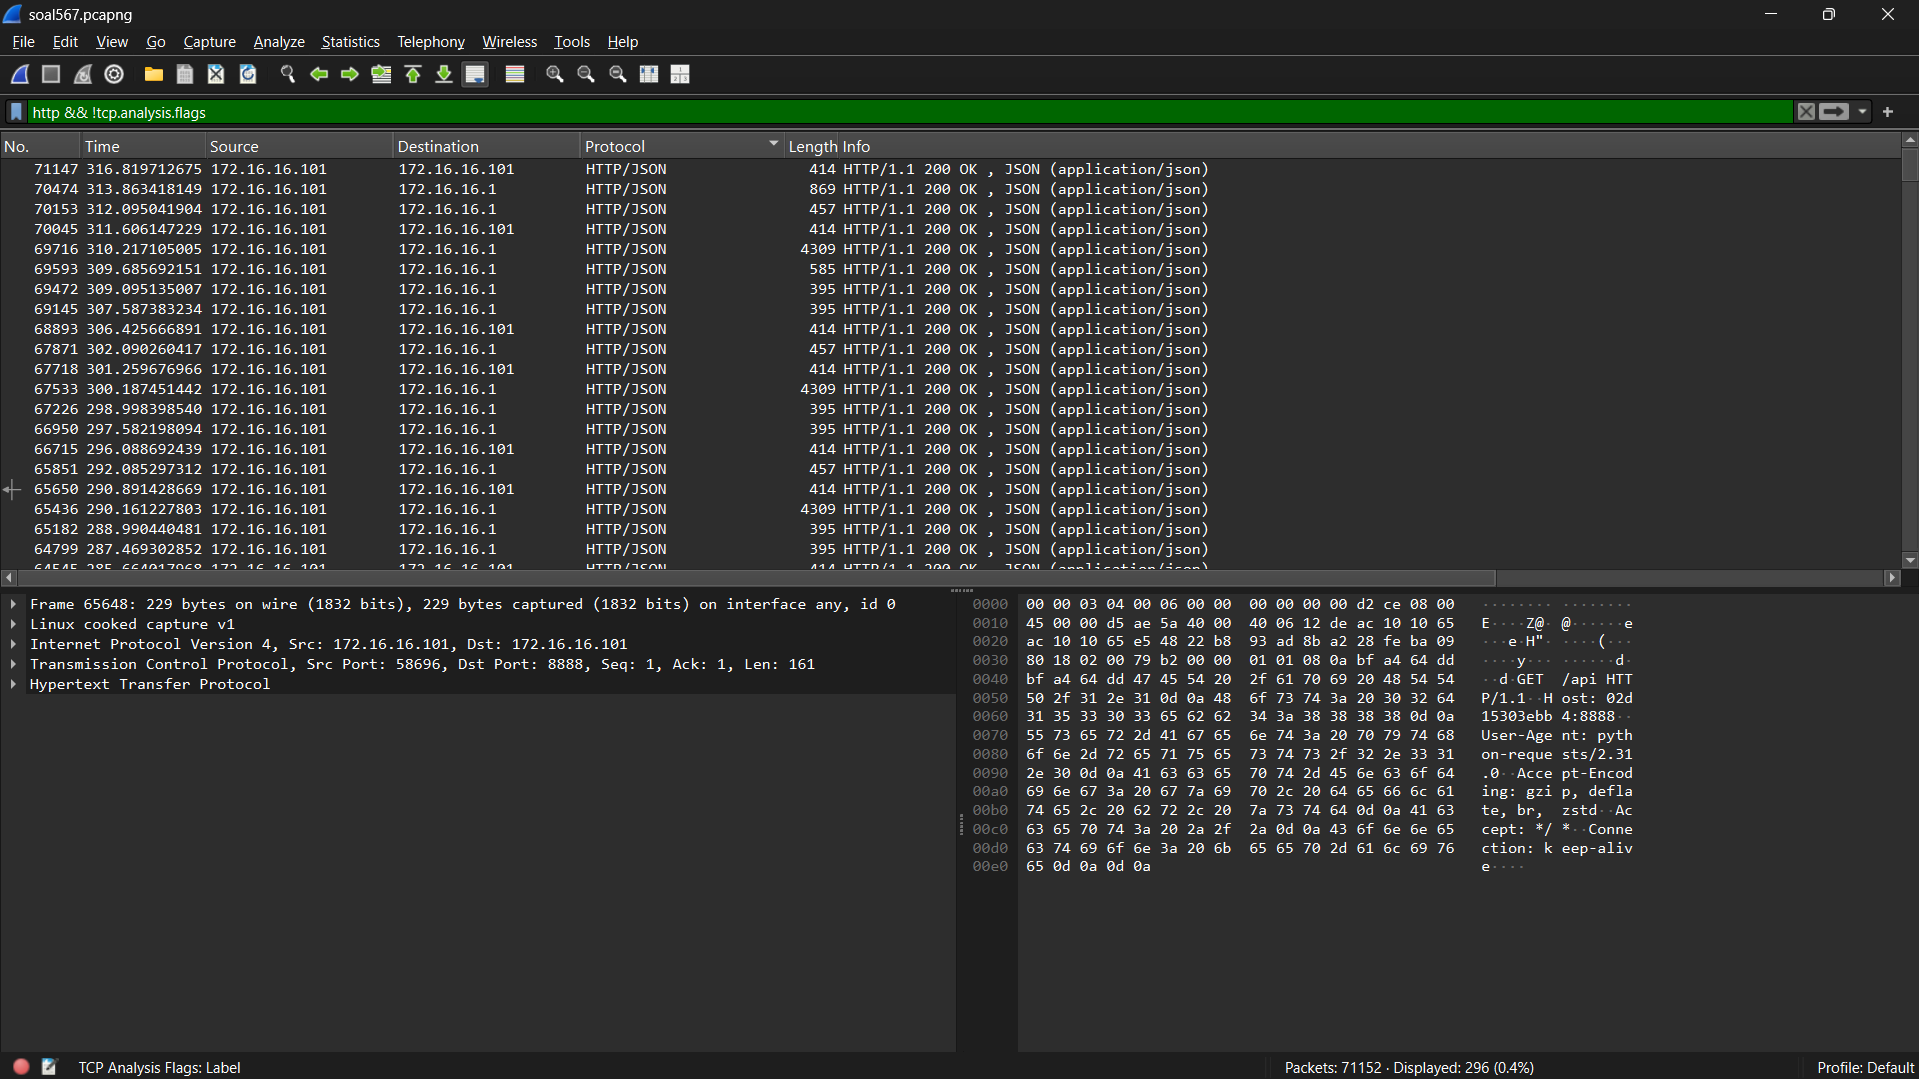 soal567.pcapng
File Edit View Go Capture Analyze Statistics Telephony Wireless Tools Help
http && !tcp.analysis.flags
No. Time Source Destination Protocol Length Info
71147 316.819712675 172.16.16.101 172.16.16.101 HTTP/JSON 414 HTTP/1.1 200 OK , JSON (application/json)
70474 313.863418149 172.16.16.101 172.16.16.1 HTTP/JSON 869 HTTP/1.1 200 OK , JSON (application/json)
70153 312.095041904 172.16.16.101 172.16.16.1 HTTP/JSON 457 HTTP/1.1 200 OK , JSON (application/json)
70045 311.606147229 172.16.16.101 172.16.16.101 HTTP/JSON 414 HTTP/1.1 200 OK , JSON (application/json)
69716 310.217105005 172.16.16.101 172.16.16.1 HTTP/JSON 4309 HTTP/1.1 200 OK , JSON (application/json)
69593 309.685692151 172.16.16.101 172.16.16.1 HTTP/JSON 585 HTTP/1.1 200 OK , JSON (application/json)
69472 309.095135007 172.16.16.101 172.16.16.1 HTTP/JSON 395 HTTP/1.1 200 OK , JSON (application/json)
69145 307.587383234 172.16.16.101 172.16.16.1 HTTP/JSON 395 HTTP/1.1 200 OK , JSON (application/json)
68893 306.425666891 172.16.16.101 172.16.16.101 HTTP/JSON 414 HTTP/1.1 200 OK , JSON (application/json)
67871 302.090260417 172.16.16.101 172.16.16.1 HTTP/JSON 457 HTTP/1.1 200 OK , JSON (application/json)
67718 301.259676966 172.16.16.101 172.16.16.101 HTTP/JSON 414 HTTP/1.1 200 OK , JSON (application/json)
67533 300.187451442 172.16.16.101 172.16.16.1 HTTP/JSON 4309 HTTP/1.1 200 OK , JSON (application/json)
67226 298.998398540 172.16.16.101 172.16.16.1 HTTP/JSON 395 HTTP/1.1 200 OK , JSON (application/json)
66950 297.582198094 172.16.16.101 172.16.16.1 HTTP/JSON 395 HTTP/1.1 200 OK , JSON (application/json)
66715 296.088692439 172.16.16.101 172.16.16.101 HTTP/JSON 414 HTTP/1.1 200 OK , JSON (application/json)
65851 292.085297312 172.16.16.101 172.16.16.1 HTTP/JSON 457 HTTP/1.1 200 OK , JSON (application/json)
65650 290.891428669 172.16.16.101 172.16.16.101 HTTP/JSON 414 HTTP/1.1 200 OK , JSON (application/json)
65436 290.161227803 172.16.16.101 172.16.16.1 HTTP/JSON 4309 HTTP/1.1 200 OK , JSON (application/json)
65182 288.990440481 172.16.16.101 172.16.16.1 HTTP/JSON 395 HTTP/1.1 200 OK , JSON (application/json)
64799 287.469302852 172.16.16.101 172.16.16.1 HTTP/JSON 395 HTTP/1.1 200 OK , JSON (application/json)
Frame 65648: 229 bytes on wire (1832 bits), 229 bytes captured (1832 bits) on interface any, id 0
Linux cooked capture v1
Internet Protocol Version 4, Src: 172.16.16.101, Dst: 172.16.16.101
Transmission Control Protocol, Src Port: 58696, Dst Port: 8888, Seq: 1, Ack: 1, Len: 161
Hypertext Transfer Protocol
0000 00 00 03 04 00 06 00 00 00 00 00 00 d2 ce 08 00 ········ ········
0010 45 00 00 d5 ae 5a 40 00 40 06 12 de ac 10 10 65 E····Z@· @······e
0020 ac 10 10 65 e5 48 22 b8 93 ad 8b a2 28 fe ba 09 ···e·H"· ····(···
0030 80 18 02 00 79 b2 00 00 01 01 08 0a bf a4 64 dd ····y··· ······d·
0040 bf a4 64 dd 47 45 54 20 2f 61 70 69 20 48 54 54 ··d·GET /api HTT
0050 50 2f 31 2e 31 0d 0a 48 6f 73 74 3a 20 30 32 64 P/1.1··H ost: 02d
0060 31 35 33 30 33 65 62 62 34 3a 38 38 38 38 0d 0a 15303ebb 4:8888··
0070 55 73 65 72 2d 41 67 65 6e 74 3a 20 70 79 74 68 User-Age nt: pyth
0080 6f 6e 2d 72 65 71 75 65 73 74 73 2f 32 2e 33 31 on-reque sts/2.31
0090 2e 30 0d 0a 41 63 63 65 70 74 2d 45 6e 63 6f 64 .0··Acce pt-Encod
00a0 69 6e 67 3a 20 67 7a 69 70 2c 20 64 65 66 6c 61 ing: gzi p, defla
00b0 74 65 2c 20 62 72 2c 20 7a 73 74 64 0d 0a 41 63 te, br, zstd··Ac
00c0 63 65 70 74 3a 20 2a 2f 2a 0d 0a 43 6f 6e 6e 65 cept: */ *··Conne
00d0 63 74 69 6f 6e 3a 20 6b 65 65 70 2d 61 6c 69 76 ction: k eep-aliv
00e0 65 0d 0a 0d 0a e····
TCP Analysis Flags: Label Packets: 71152 · Displayed: 296 (0.4%) Profile: Default